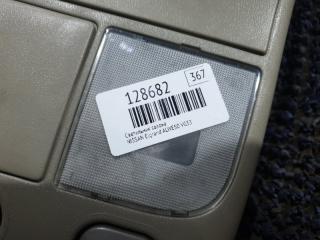 128682
367
Светильник салона
NISSAN Elgrand ALWE50 VG33